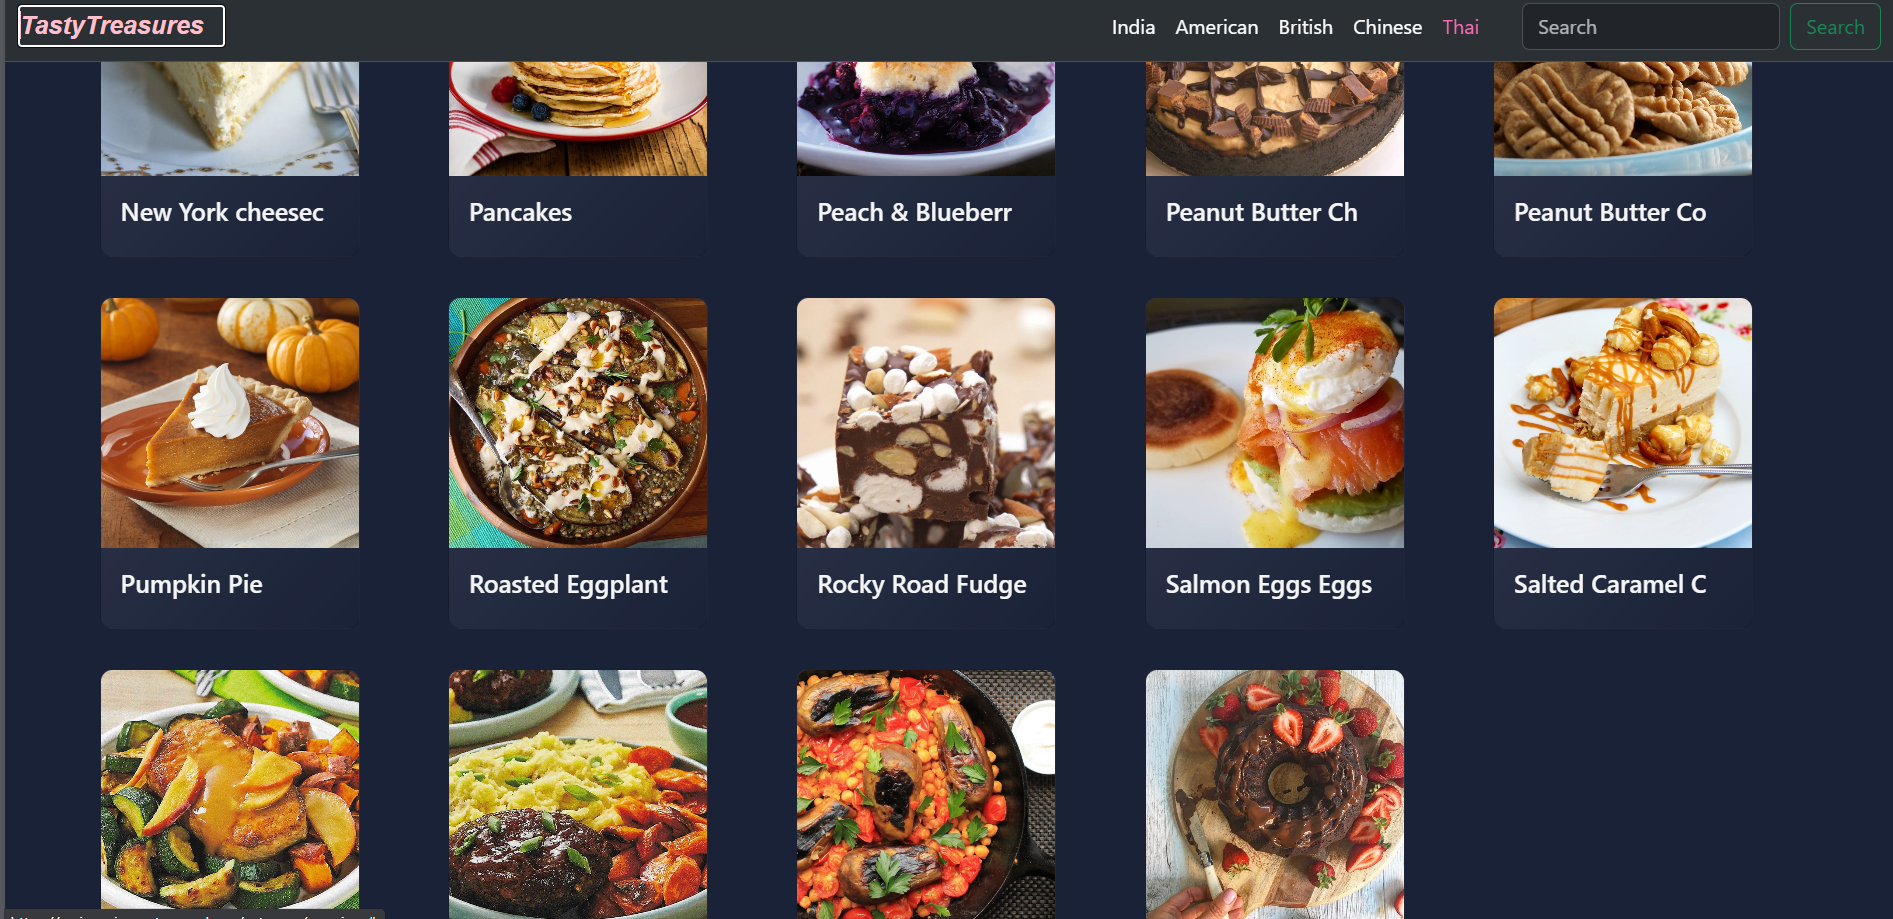 TastyTreasures
India American British Chinese Thai Search Search
New York cheesec
Pancakes
Peach & Blueberr
Peanut Butter Ch
Peanut Butter Co
Pumpkin Pie
Roasted Eggplant
Rocky Road Fudge
Salmon Eggs Eggs
Salted Caramel C